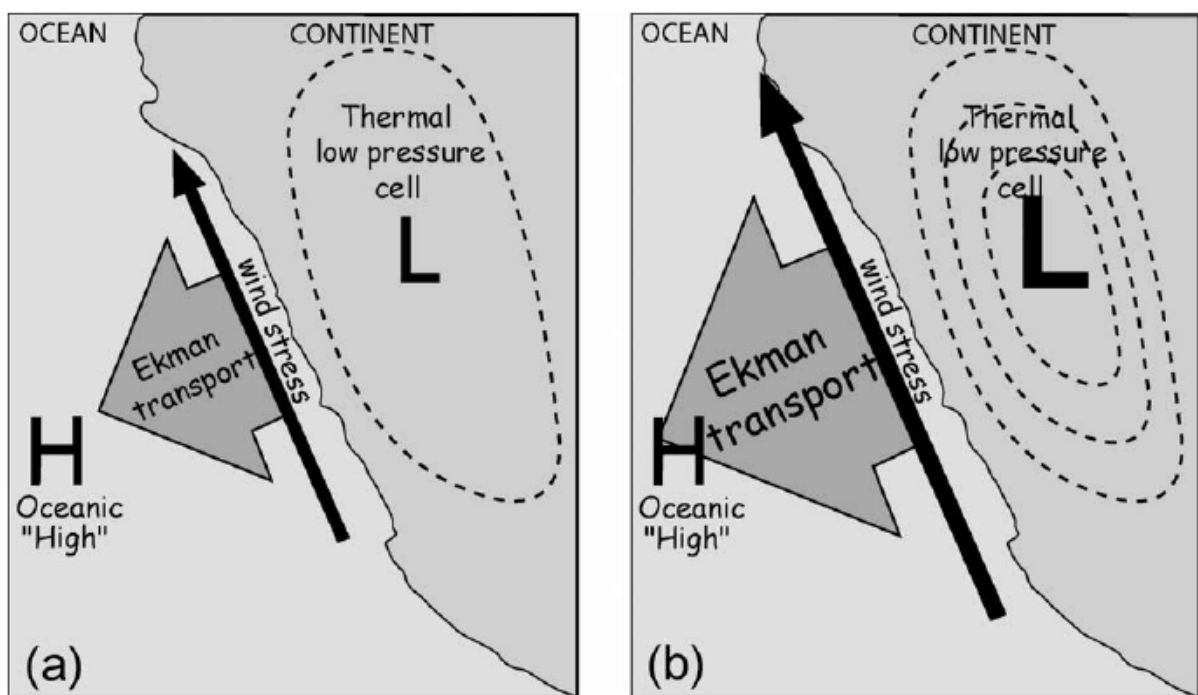 OCEAN
CONTINENT
Thermal
low pressure
cell
L
wind stress
Ekman
transport
H
Oceanic
"High"
(a)
OCEAN
CONTINENT
Thermal
low pressure
cell
L
wind stress
Ekman
transport
H
Oceanic
"High"
(b)